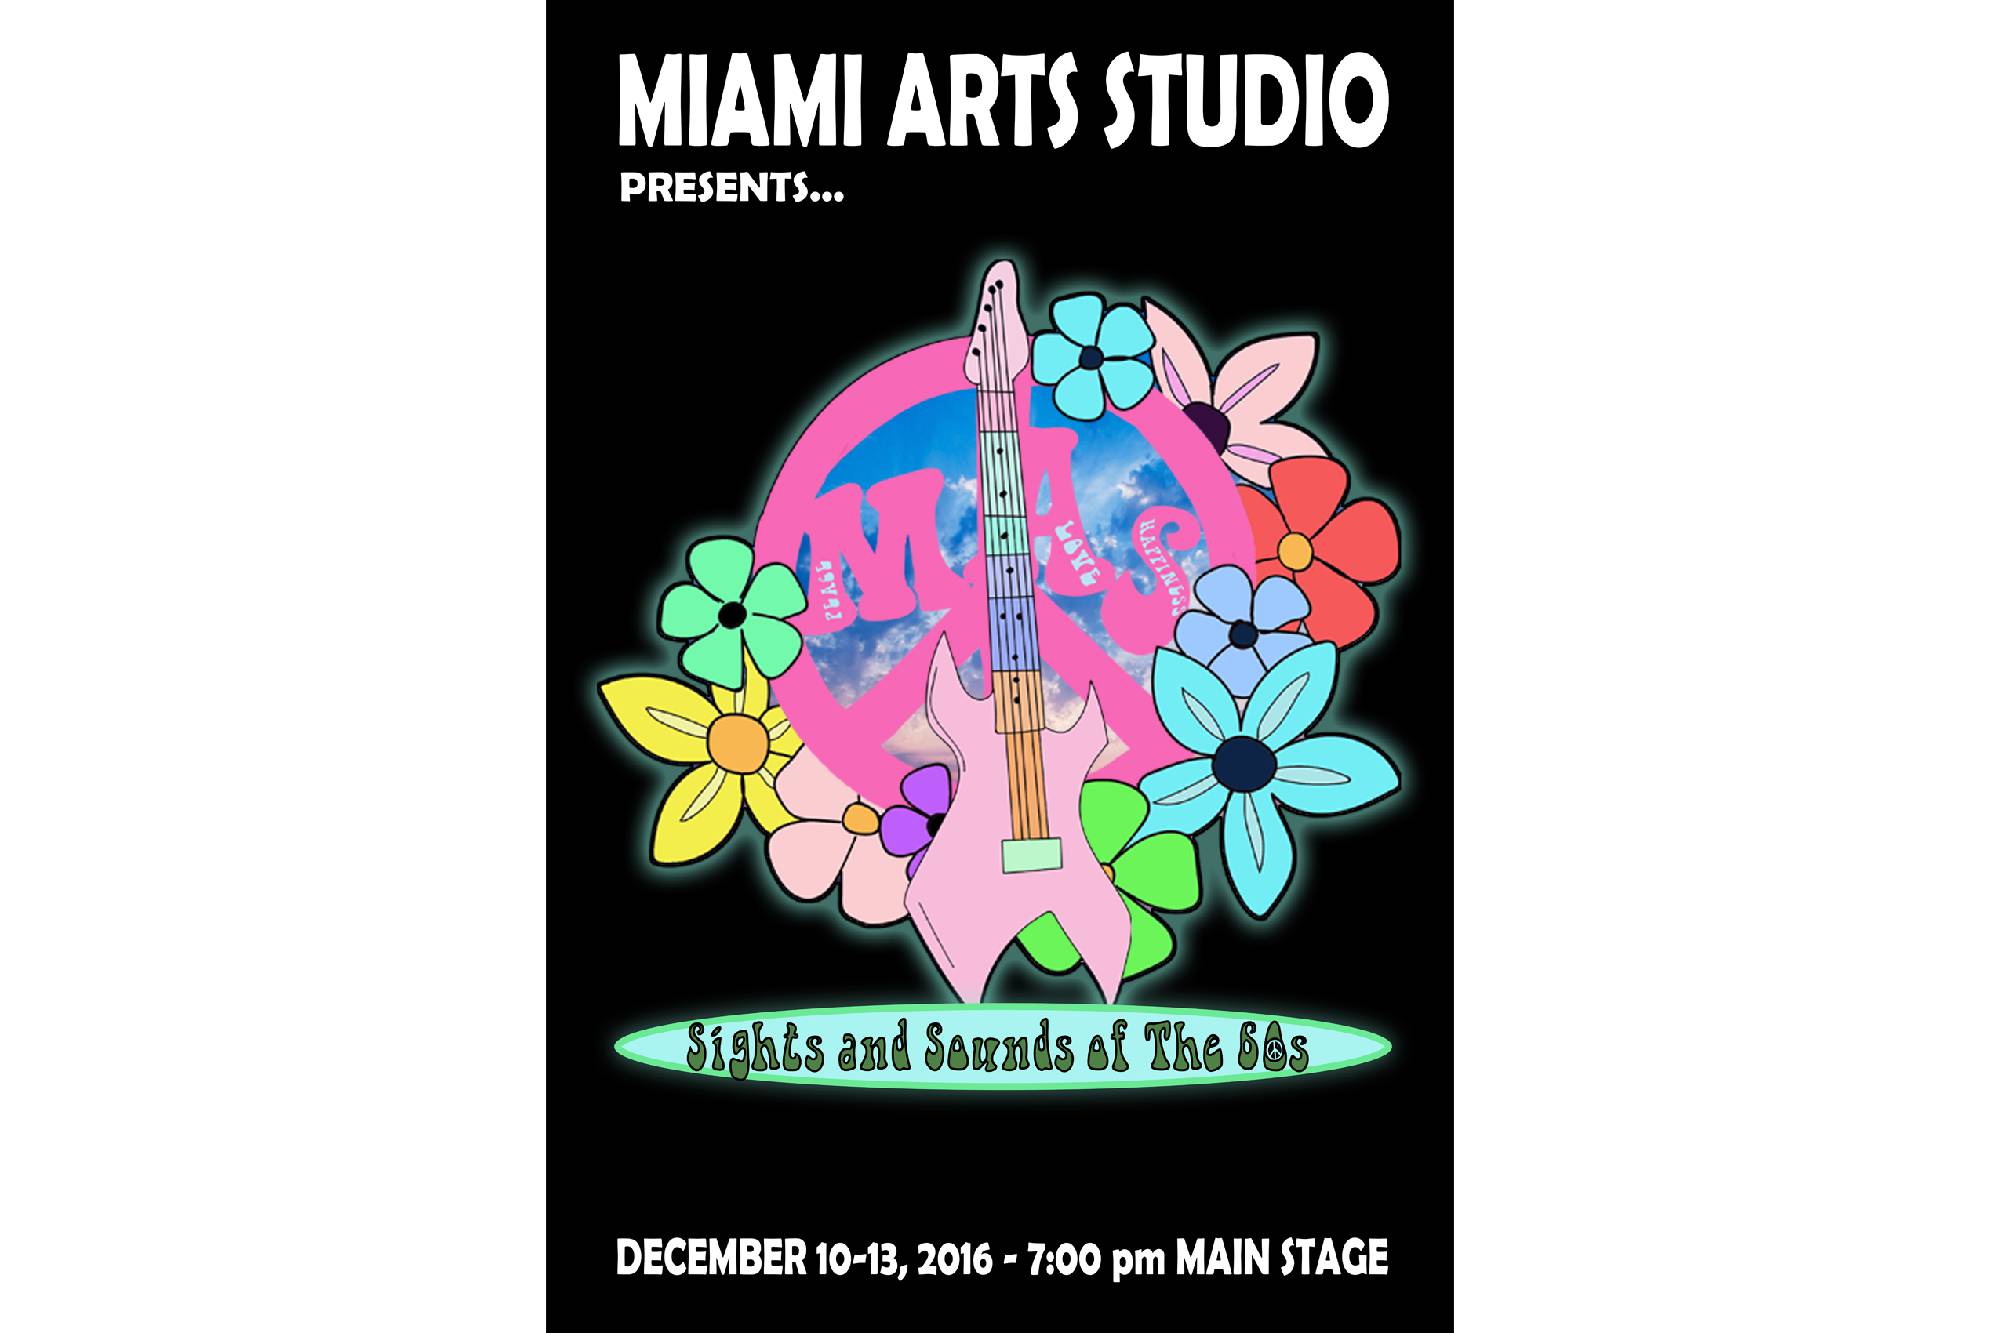 MIAMI ARTS STUDIO
PRESENTS...
MAS
PEACE
LOVE
HAPPINESS
Sights and Sounds of The 60s
DECEMBER 10-13, 2016 - 7:00 pm MAIN STAGE